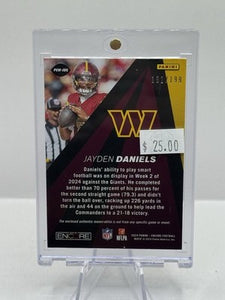 PANINI
W
JAYDEN DANIELS
$ 25.00
Daniels' ability to play smart
football was on display in Week 2 of
2024 against the Giants. He completed
better than 70 percent of his passes for
the second straight game (79.3) and didn't
turn the ball over, racking up 226 yards
in air and 44 on the ground to help lead the
Commanders to a 21-18 victory.
ENCORE
NFL
NFLPA